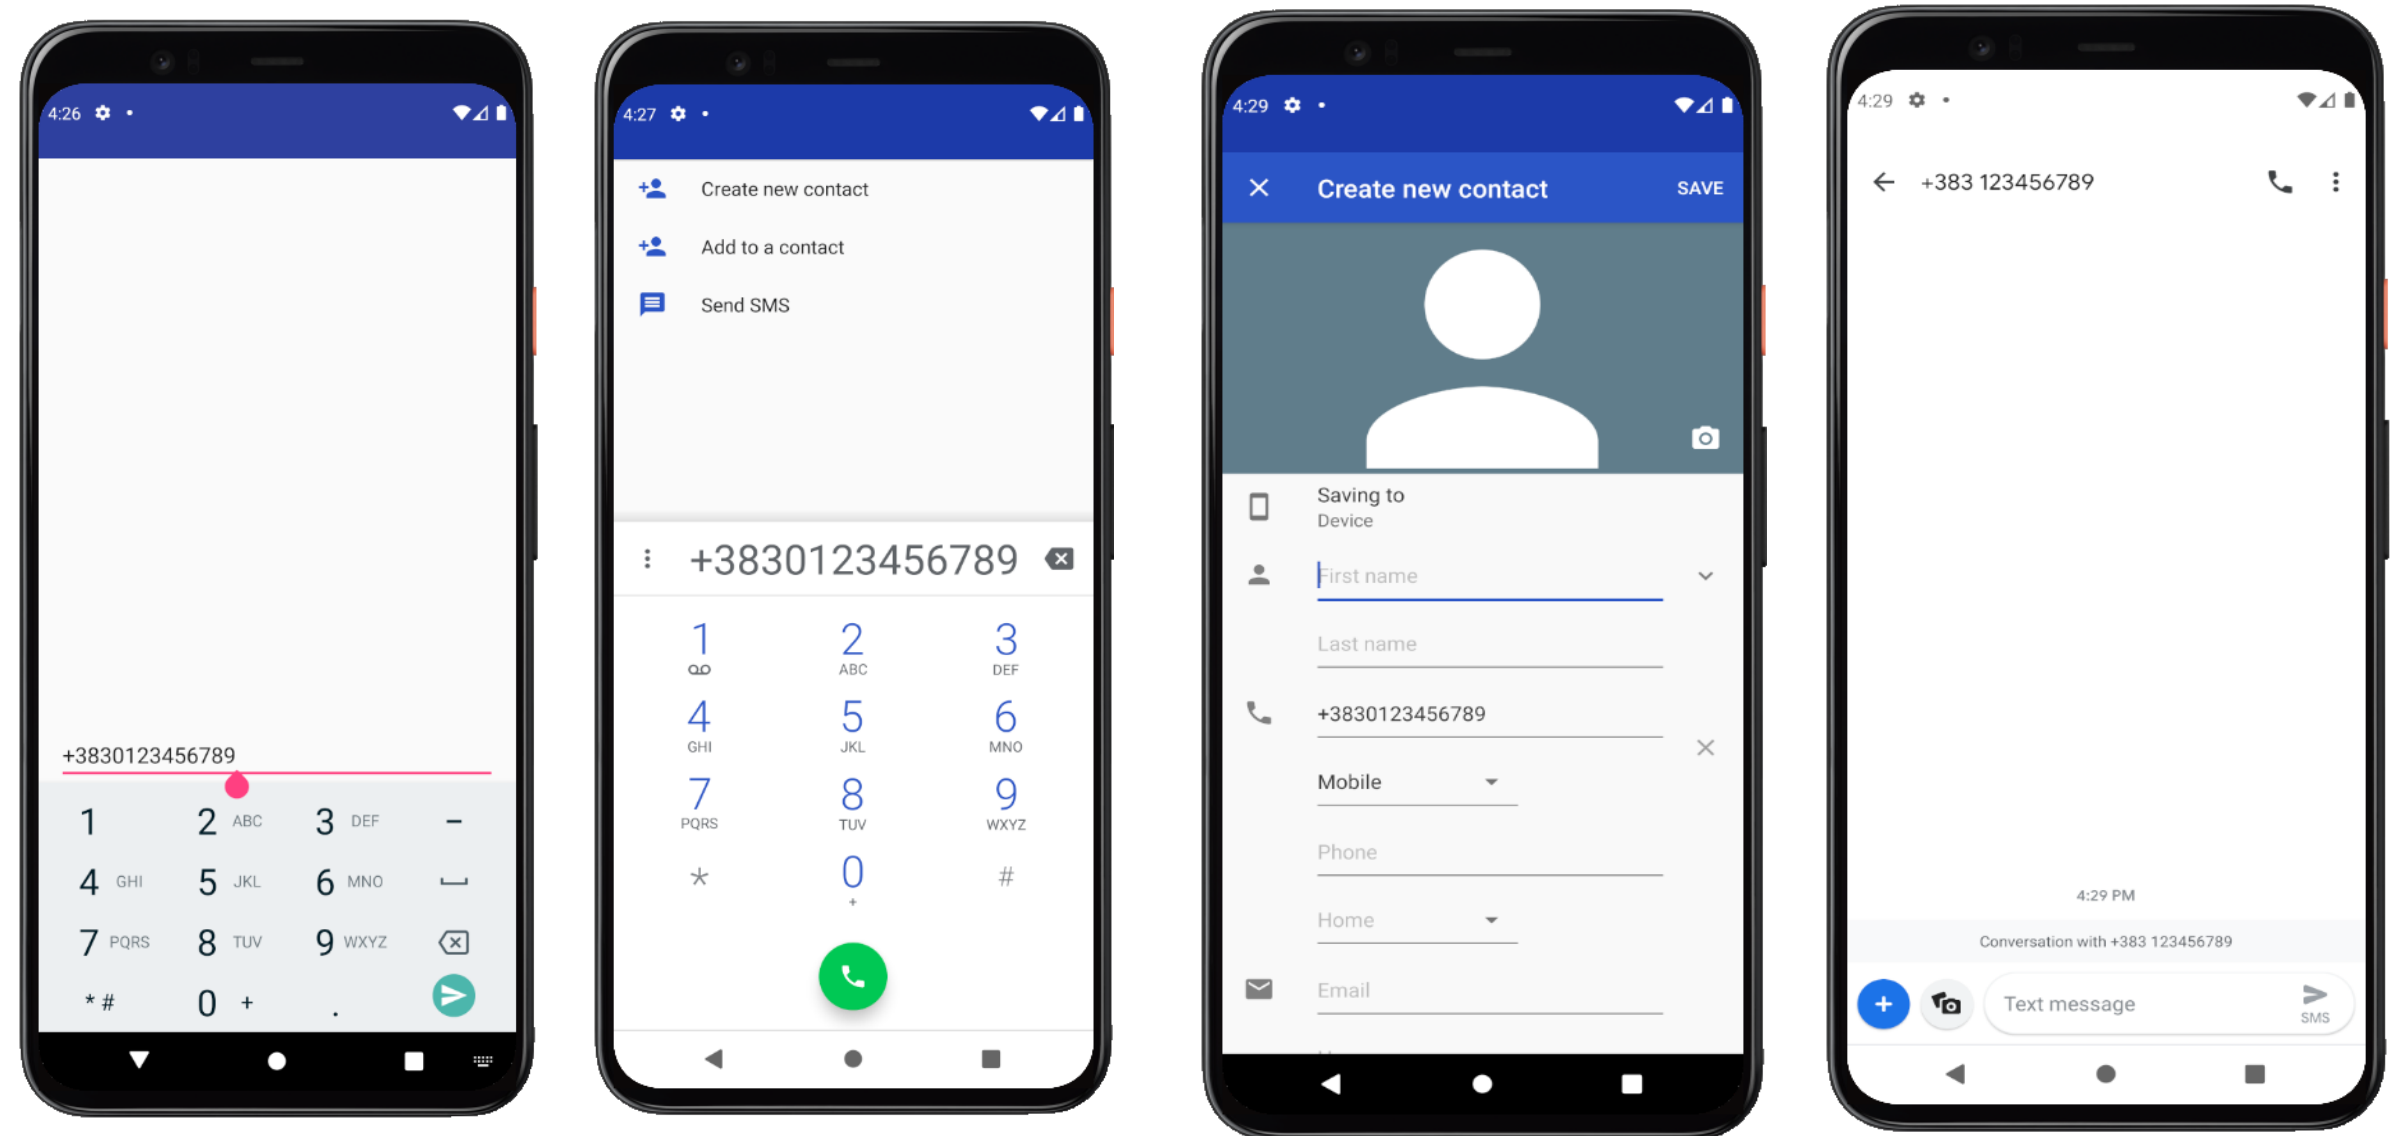 4:26
+3830123456789
1 2 ABC 3 DEF –
4 GHI 5 JKL 6 MNO
7 PQRS 8 TUV 9 WXYZ
* # 0 + .
4:27
Create new contact
Add to a contact
Send SMS
+3830123456789
1 2 3
ABC DEF
4 5 6
GHI JKL MNO
7 8 9
PQRS TUV WXYZ
* 0 #
+
4:29
Create new contact SAVE
Saving to
Device
First name
Last name
+3830123456789
Mobile
Phone
Home
Email
4:29
+383 123456789
4:29 PM
Conversation with +383 123456789
+ Text message
SMS